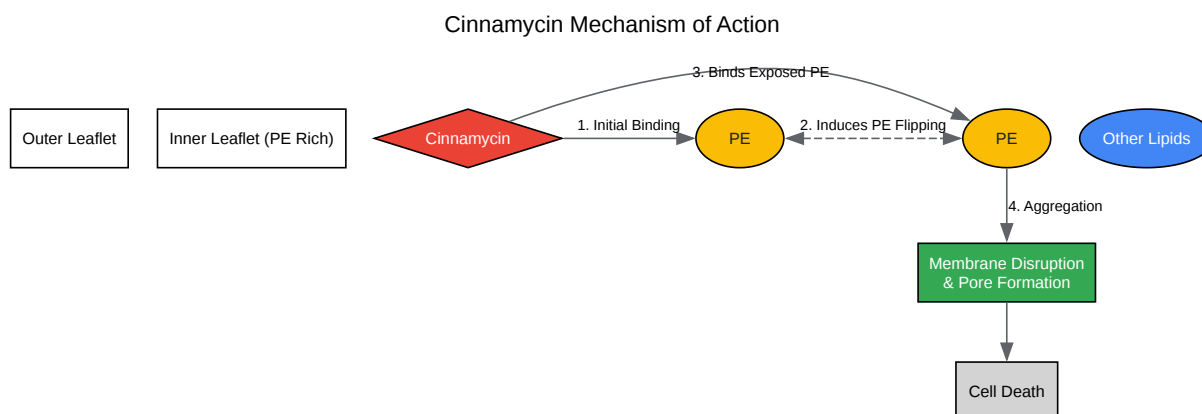 Cinnamycin Mechanism of Action
3. Binds Exposed PE
Outer Leaflet
Inner Leaflet (PE Rich)
Cinnamycin
1. Initial Binding
PE
2. Induces PE Flipping
PE
Other Lipids
4. Aggregation
Membrane Disruption
& Pore Formation
Cell Death